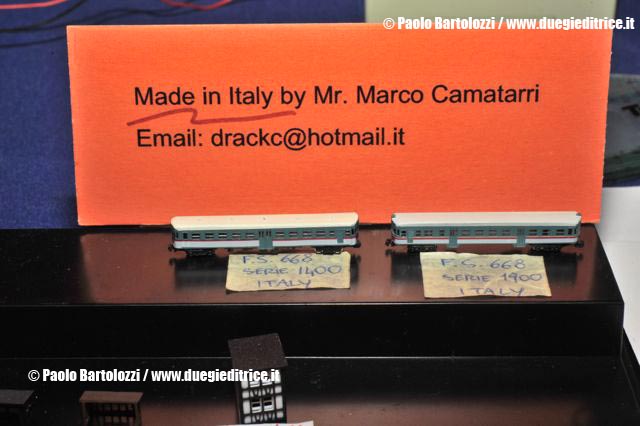 © Paolo Bartolozzi / www.duegieditrice.it
Made in Italy by Mr. Marco Camatarri
Email: drackc@hotmail.it
F.S. 668
SERIE 1400
ITALY
F.S. 668
SERIE 1900
ITALY
© Paolo Bartolozzi / www.duegieditrice.it